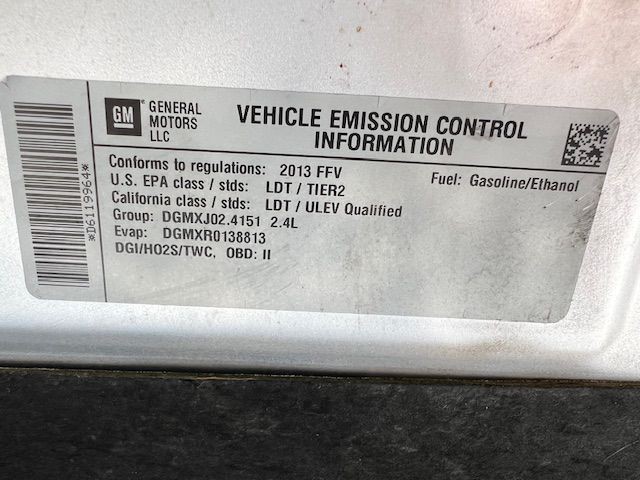 *D6119964*
GM
GENERAL
MOTORS
LLC
VEHICLE EMISSION CONTROL
INFORMATION
Conforms to regulations: 2013 FFV
Fuel: Gasoline/Ethanol
U.S. EPA class / stds: LDT / TIER2
California class / stds: LDT / ULEV Qualified
Group: DGMXJ02.4151 2.4L
Evap: DGMXR0138813
DGI/HO2S/TWC, OBD: II